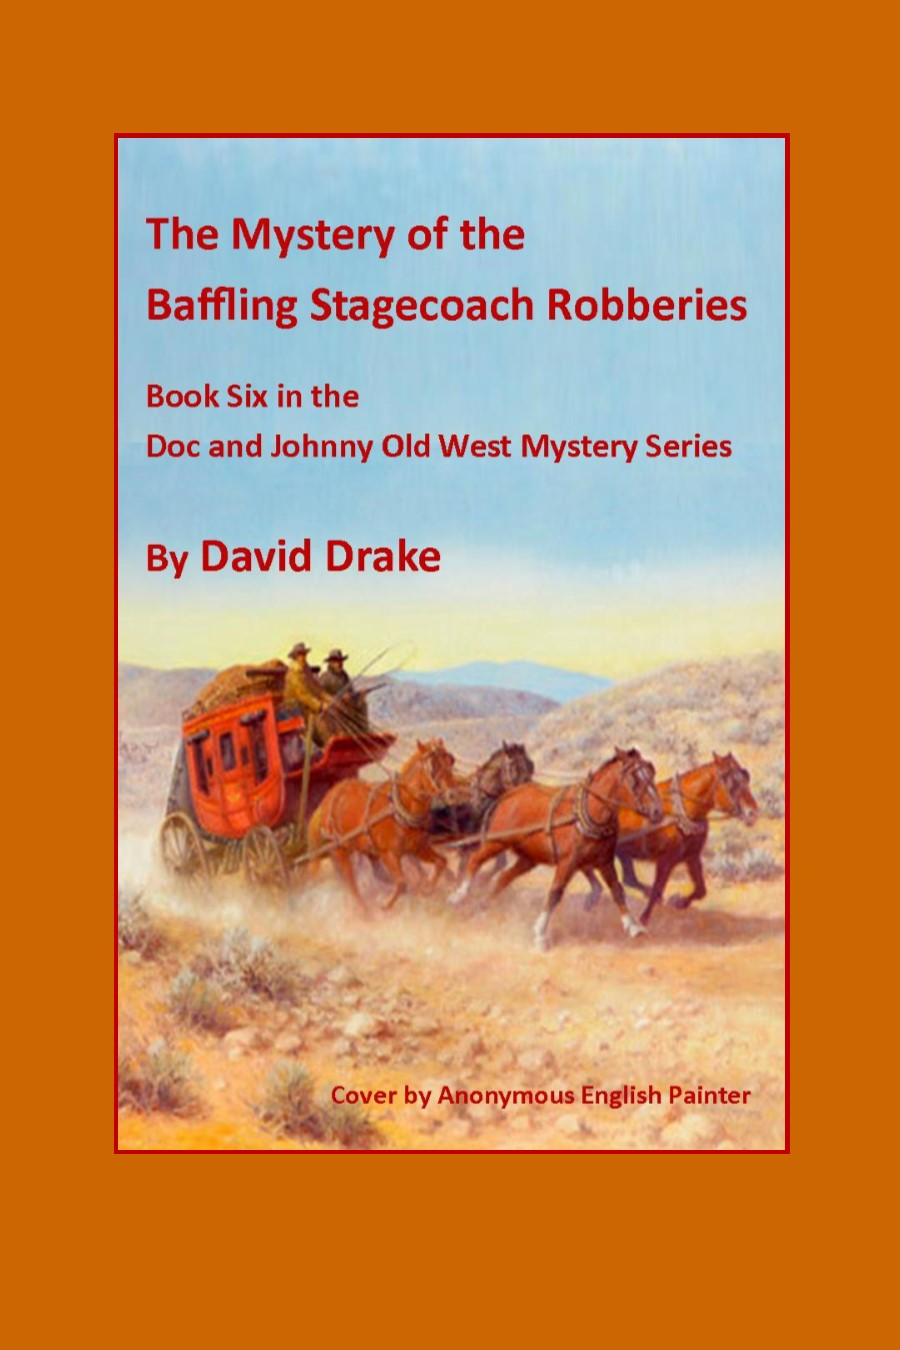 The Mystery of the
Baffling Stagecoach Robberies
Book Six in the
Doc and Johnny Old West Mystery Series
By David Drake
Cover by Anonymous English Painter